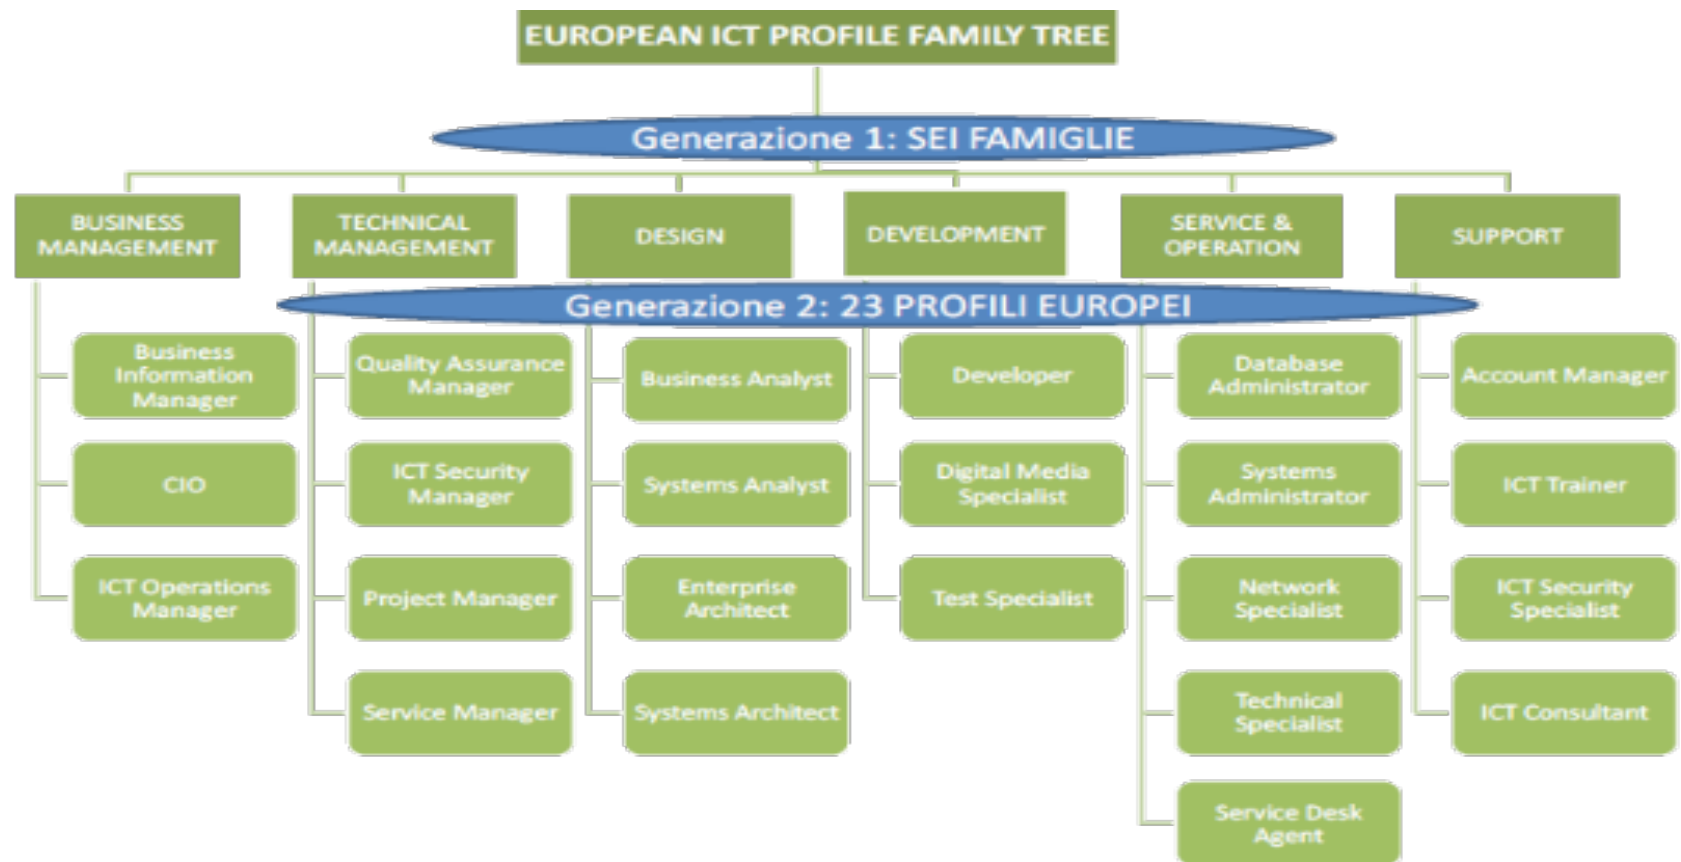 EUROPEAN ICT PROFILE FAMILY TREE
Generazione 1: SEI FAMIGLIE
BUSINESS
MANAGEMENT
TECHNICAL
MANAGEMENT
DESIGN
DEVELOPMENT
SERVICE &
OPERATION
SUPPORT
Generazione 2: 23 PROFILI EUROPEI
Business
Information
Manager
CIO
ICT Operations
Manager
Quality Assurance
Manager
ICT Security
Manager
Project Manager
Service Manager
Business Analyst
Systems Analyst
Enterprise
Architect
Systems Architect
Developer
Digital Media
Specialist
Test Specialist
Database
Administrator
Systems
Administrator
Network
Specialist
Technical
Specialist
Service Desk
Agent
Account Manager
ICT Trainer
ICT Security
Specialist
ICT Consultant